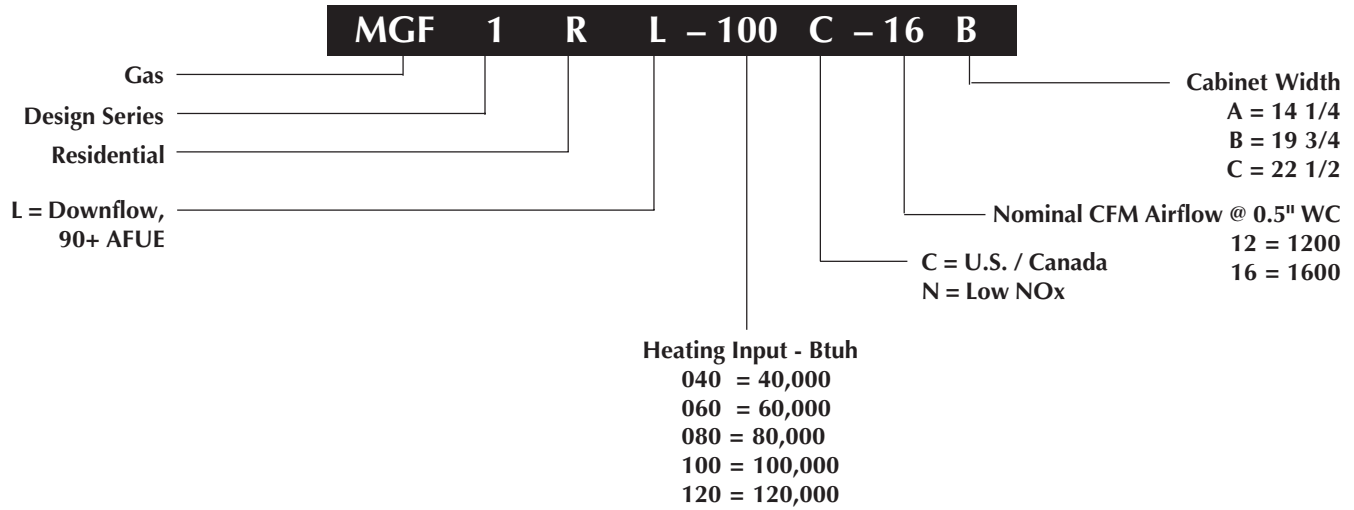 MGF 1 R L – 100 C – 16 B
Gas
Design Series
Residential
L = Downflow,
90+ AFUE
Cabinet Width
A = 14 1/4
B = 19 3/4
C = 22 1/2
Nominal CFM Airflow @ 0.5" WC
12 = 1200
16 = 1600
C = U.S. / Canada
N = Low NOx
Heating Input - Btuh
040 = 40,000
060 = 60,000
080 = 80,000
100 = 100,000
120 = 120,000